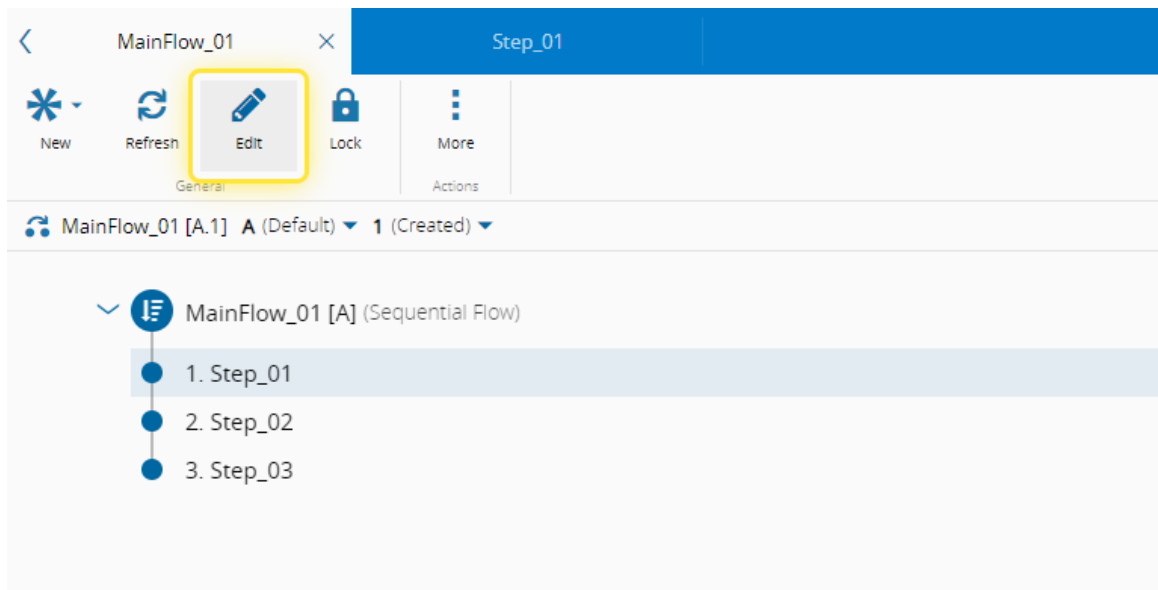 MainFlow_01
Step_01
New
Refresh
Edit
Lock
More
General
Actions
MainFlow_01 [A.1] A (Default) 1 (Created)
MainFlow_01 [A] (Sequential Flow)
1. Step_01
2. Step_02
3. Step_03